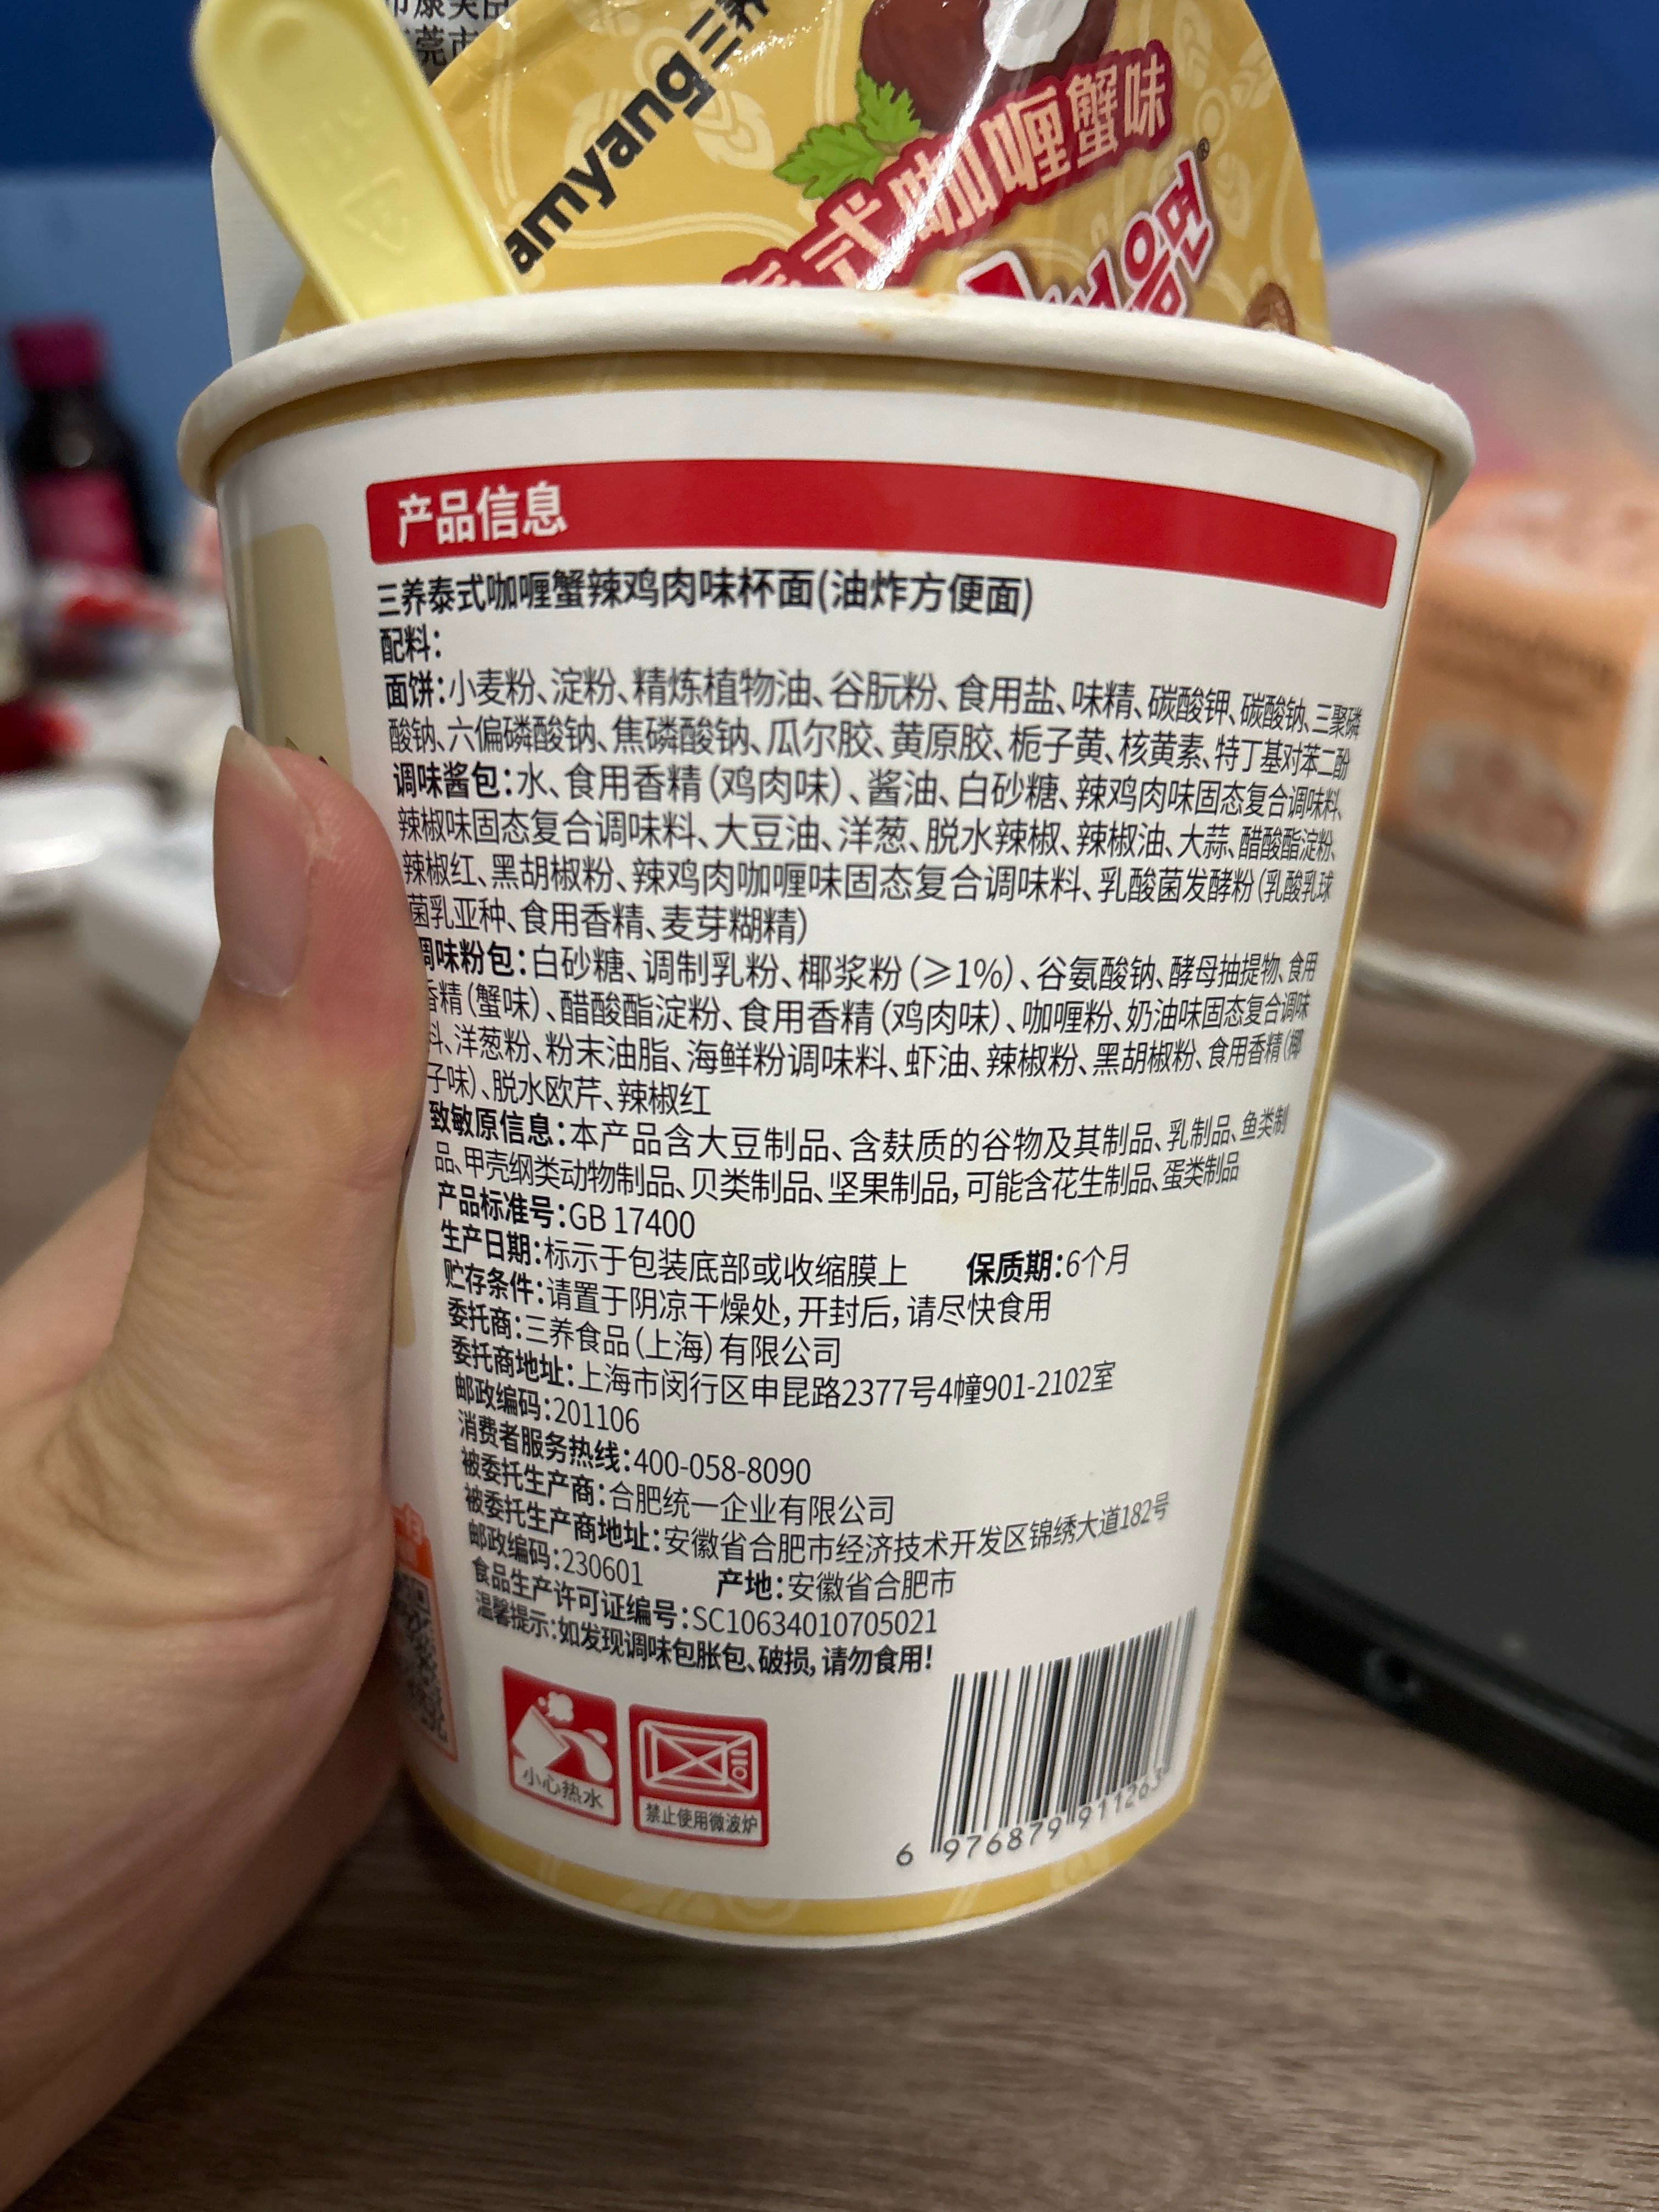 amyang三养
式咖喱蟹味
음면®
产品信息
三养泰式咖喱蟹辣鸡肉味杯面(油炸方便面)
配料：
面饼：小麦粉、淀粉、精炼植物油、谷朊粉、食用盐、味精、碳酸钾、碳酸钠、三聚磷
酸钠、六偏磷酸钠、焦磷酸钠、瓜尔胶、黄原胶、栀子黄、核黄素、特丁基对苯二酚
调味酱包：水、食用香精（鸡肉味）、酱油、白砂糖、辣鸡肉味固态复合调味料、
辣椒味固态复合调味料、大豆油、洋葱、脱水辣椒、辣椒油、大蒜、醋酸酯淀粉、
辣椒红、黑胡椒粉、辣鸡肉咖喱味固态复合调味料、乳酸菌发酵粉（乳酸乳球
菌乳亚种、食用香精、麦芽糊精）
调味粉包：白砂糖、调制乳粉、椰浆粉（≥1%）、谷氨酸钠、酵母抽提物、食用
香精（蟹味）、醋酸酯淀粉、食用香精（鸡肉味）、咖喱粉、奶油味固态复合调味
料、洋葱粉、粉末油脂、海鲜粉调味料、虾油、辣椒粉、黑胡椒粉、食用香精（椰
子味）、脱水欧芹、辣椒红
致敏原信息：本产品含大豆制品、含麸质的谷物及其制品、乳制品、鱼类制
品、甲壳纲类动物制品、贝类制品、坚果制品，可能含花生制品、蛋类制品
产品标准号：GB 17400
生产日期：标示于包装底部或收缩膜上 保质期：6个月
贮存条件：请置于阴凉干燥处，开封后，请尽快食用
委托商：三养食品（上海）有限公司
委托商地址：上海市闵行区申昆路2377号4幢901-2102室
邮政编码：201106
消费者服务热线：400-058-8090
被委托生产商：合肥统一企业有限公司
被委托生产商地址：安徽省合肥市经济技术开发区锦绣大道182号
邮政编码：230601 产地：安徽省合肥市
食品生产许可证编号：SC10634010705021
温馨提示：如发现调味包胀包、破损，请勿食用！
小心热水
禁止使用微波炉
6 976879 911263